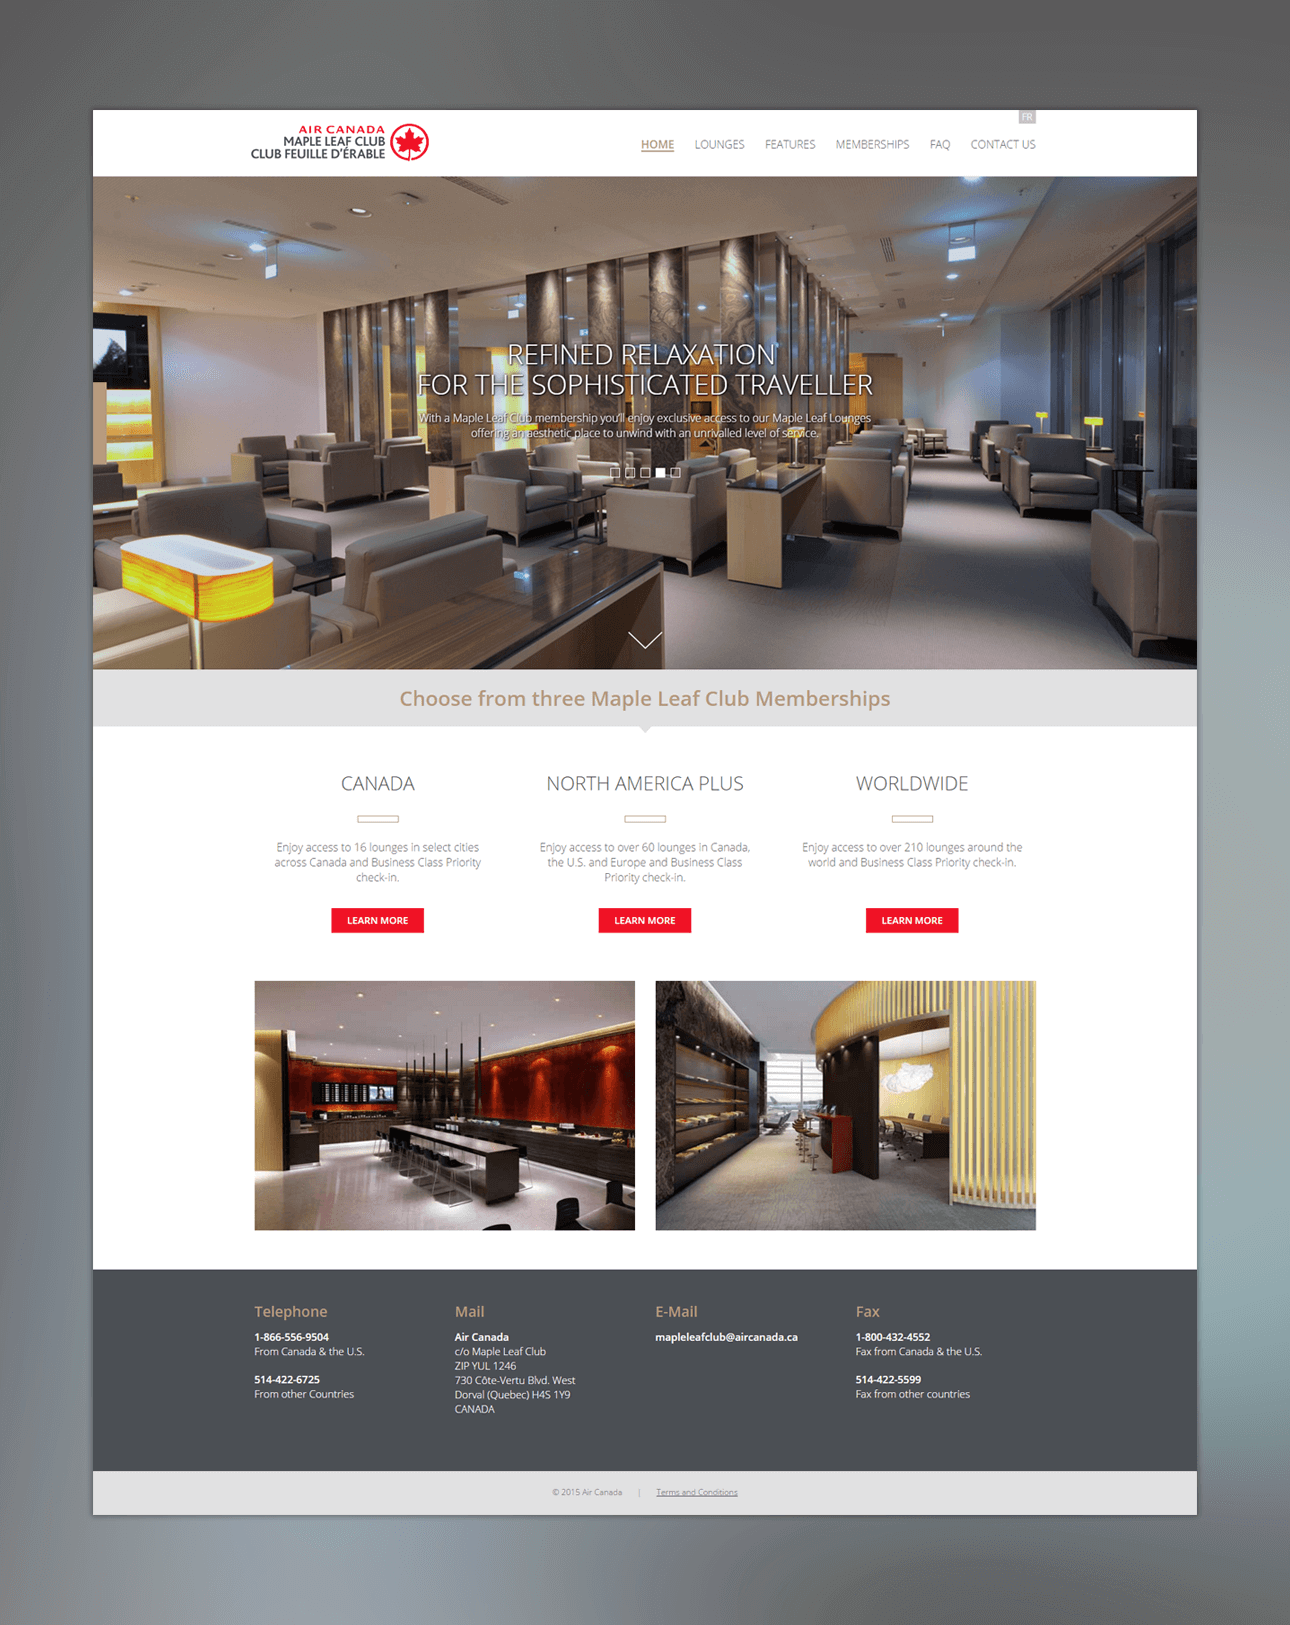 FR
AIR CANADA
MAPLE LEAF CLUB
CLUB FEUILLE D'ÉRABLE
HOME LOUNGES FEATURES MEMBERSHIPS FAQ CONTACT US
REFINED RELAXATION
FOR THE SOPHISTICATED TRAVELLER
With a Maple Leaf Club membership you'll enjoy exclusive access to our Maple Leaf Lounges
offering an aesthetic place to unwind with an unrivalled level of service.
Choose from three Maple Leaf Club Memberships
CANADA
Enjoy access to 16 lounges in select cities
across Canada and Business Class Priority
check-in.
LEARN MORE
NORTH AMERICA PLUS
Enjoy access to over 60 lounges in Canada,
the U.S. and Europe and Business Class
Priority check-in.
LEARN MORE
WORLDWIDE
Enjoy access to over 210 lounges around the
world and Business Class Priority check-in.
LEARN MORE
Telephone
1-866-556-9504
From Canada & the U.S.
514-422-6725
From other Countries
Mail
Air Canada
c/o Maple Leaf Club
ZIP YUL 1246
730 Côte-Vertu Blvd. West
Dorval (Quebec) H4S 1Y9
CANADA
E-Mail
mapleleafclub@aircanada.ca
Fax
1-800-432-4552
Fax from Canada & the U.S.
514-422-5599
Fax from other countries
© 2015 Air Canada | Terms and Conditions